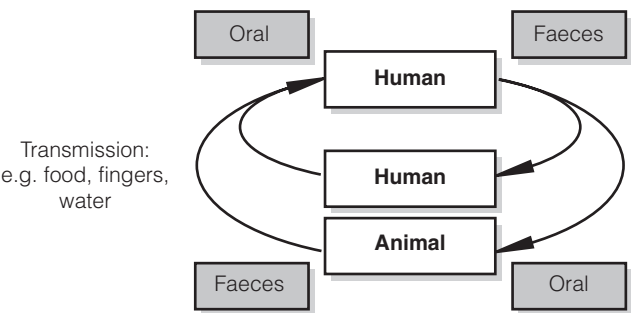 Oral
Faeces
Human
Transmission:
e.g. food, fingers,
water
Human
Animal
Faeces
Oral